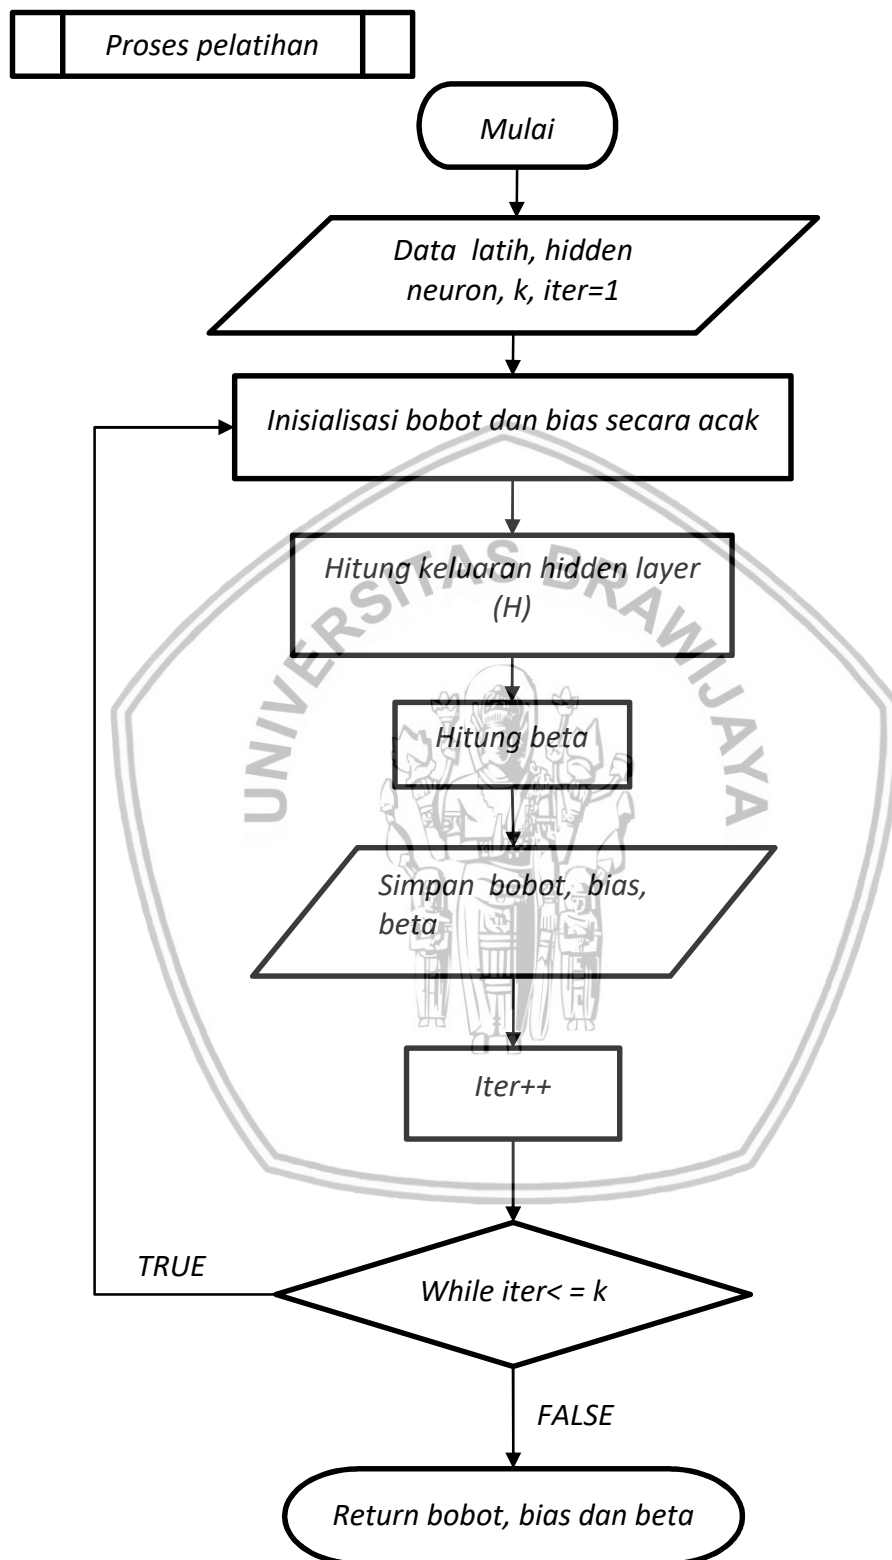 Proses pelatihan
Mulai
Data latih, hidden
neuron, k, iter=1
Inisialisasi bobot dan bias secara acak
Hitung keluaran hidden layer
(H)
UNIVERSITAS BRAWIJAYA
Hitung beta
Simpan bobot, bias,
beta
Iter++
While iter< = k
TRUE
FALSE
Return bobot, bias dan beta